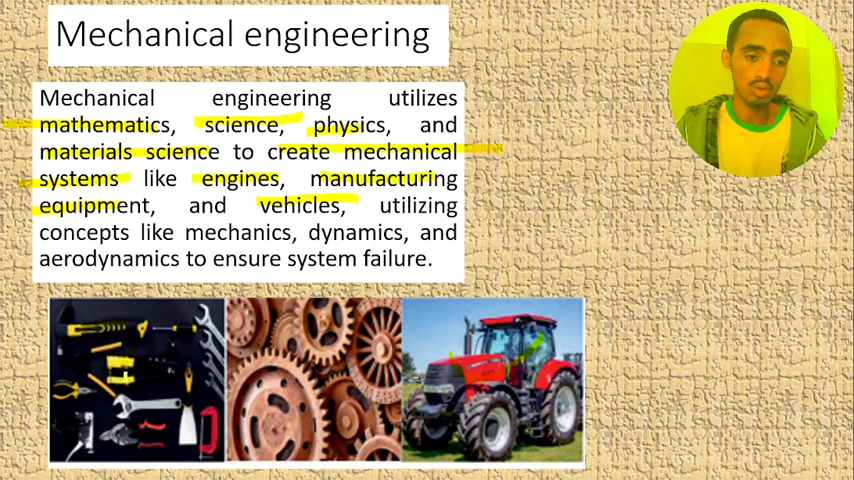 Mechanical engineering
Mechanical engineering utilizes
mathematics, science, physics, and
materials science to create mechanical
systems like engines, manufacturing
equipment, and vehicles, utilizing
concepts like mechanics, dynamics, and
aerodynamics to ensure system failure.